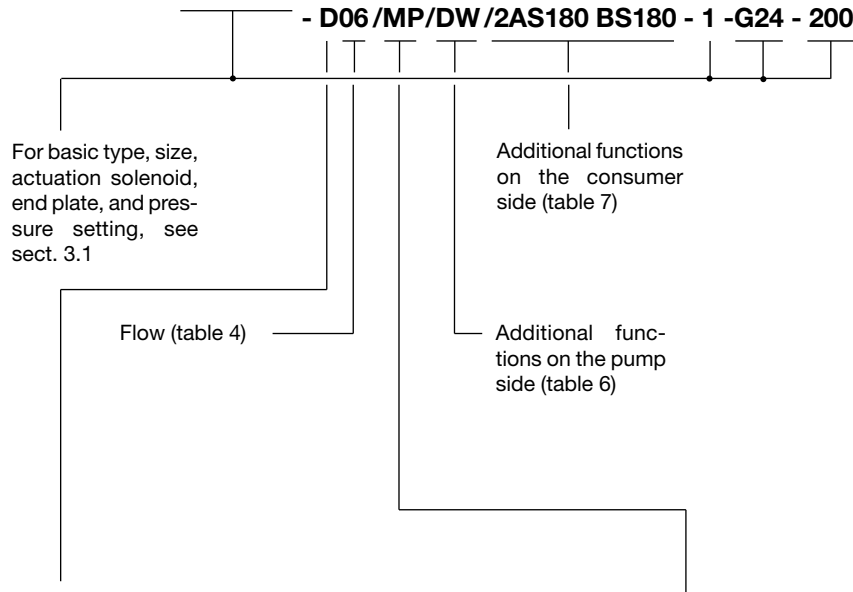 - D06 /MP/DW /2AS180 BS180 - 1 -G24 - 200
For basic type, size,
actuation solenoid,
end plate, and pres-
sure setting, see
sect. 3.1
Additional functions
on the consumer
side (table 7)
Flow (table 4)
Additional func-
tions on the pump
side (table 6)